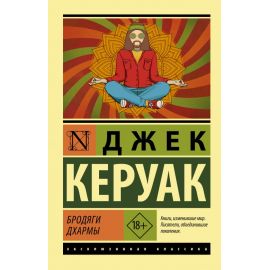 ДЖЕК
КЕРУАК
БРОДЯГИ
ДХАРМЫ
18+
Книги, изменившие мир.
Писатели, объединившие
поколения.
ЭКСКЛЮЗИВНАЯ КЛАССИКА